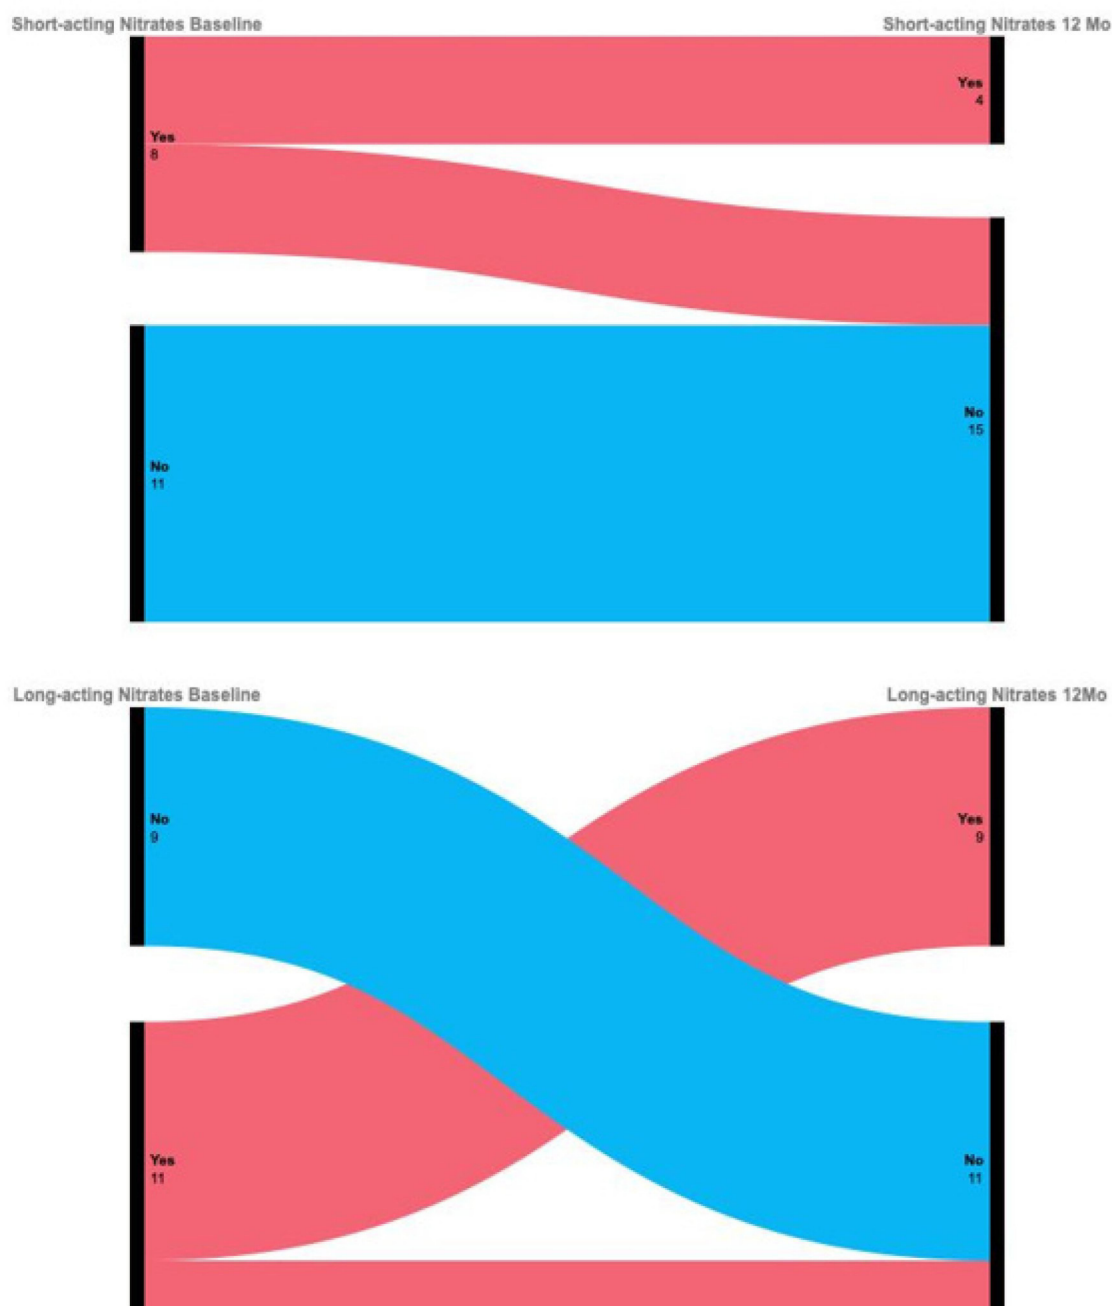 Short-acting Nitrates Baseline
Short-acting Nitrates 12 Mo
Yes
8
Yes
4
No
11
No
15
Long-acting Nitrates Baseline
Long-acting Nitrates 12Mo
No
9
Yes
9
Yes
11
No
11